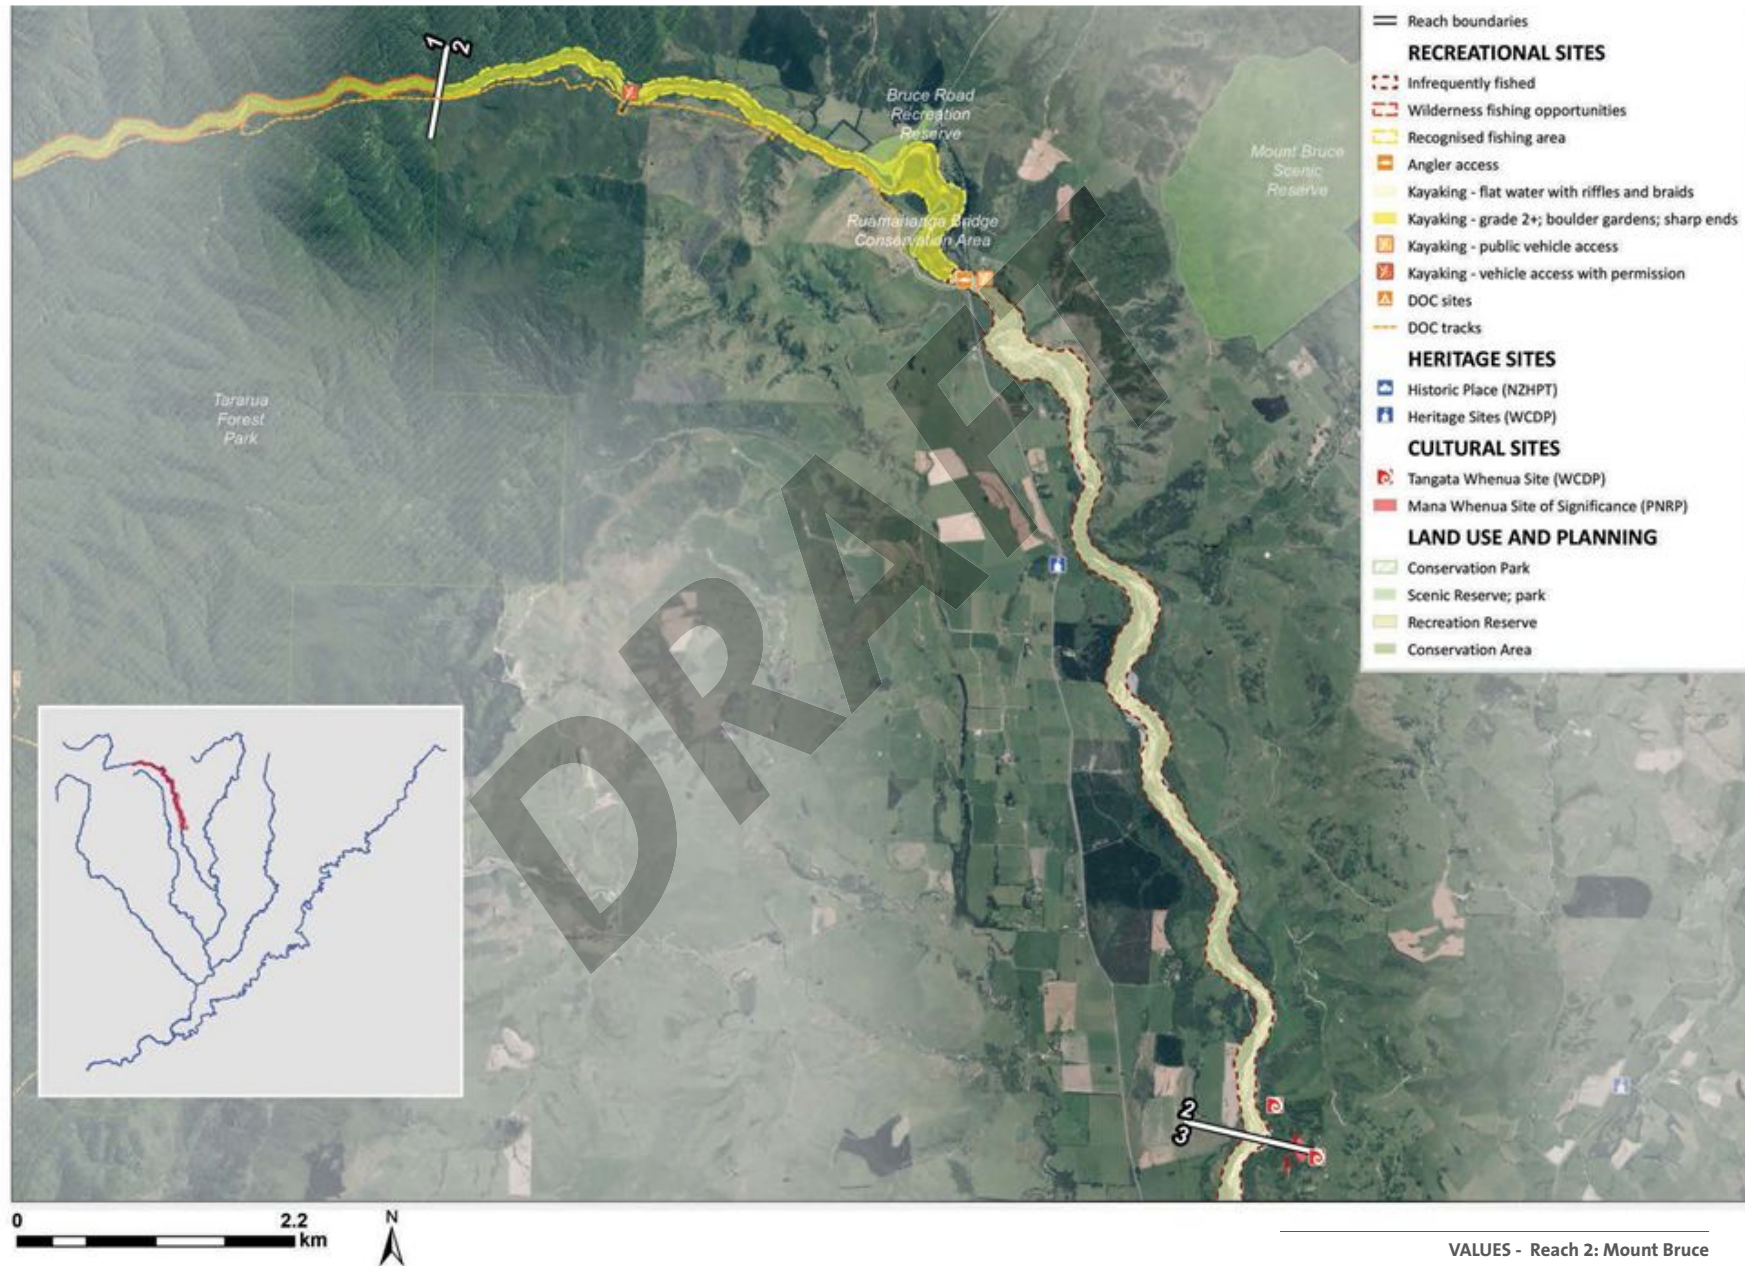 1
2
Bruce Road
Recreation
Reserve
Mount Bruce
Scenic
Reserve
Ruamahanga Bridge
Conservation Area
Tararua
Forest
Park
DRAFT
2
3
Reach boundaries
RECREATIONAL SITES
Infrequently fished
Wilderness fishing opportunities
Recognised fishing area
Angler access
Kayaking - flat water with riffles and braids
Kayaking - grade 2+; boulder gardens; sharp ends
Kayaking - public vehicle access
Kayaking - vehicle access with permission
DOC sites
DOC tracks
HERITAGE SITES
Historic Place (NZHPT)
Heritage Sites (WCDP)
CULTURAL SITES
Tangata Whenua Site (WCDP)
Mana Whenua Site of Significance (PNRP)
LAND USE AND PLANNING
Conservation Park
Scenic Reserve; park
Recreation Reserve
Conservation Area
0 2.2
km
N
VALUES - Reach 2: Mount Bruce